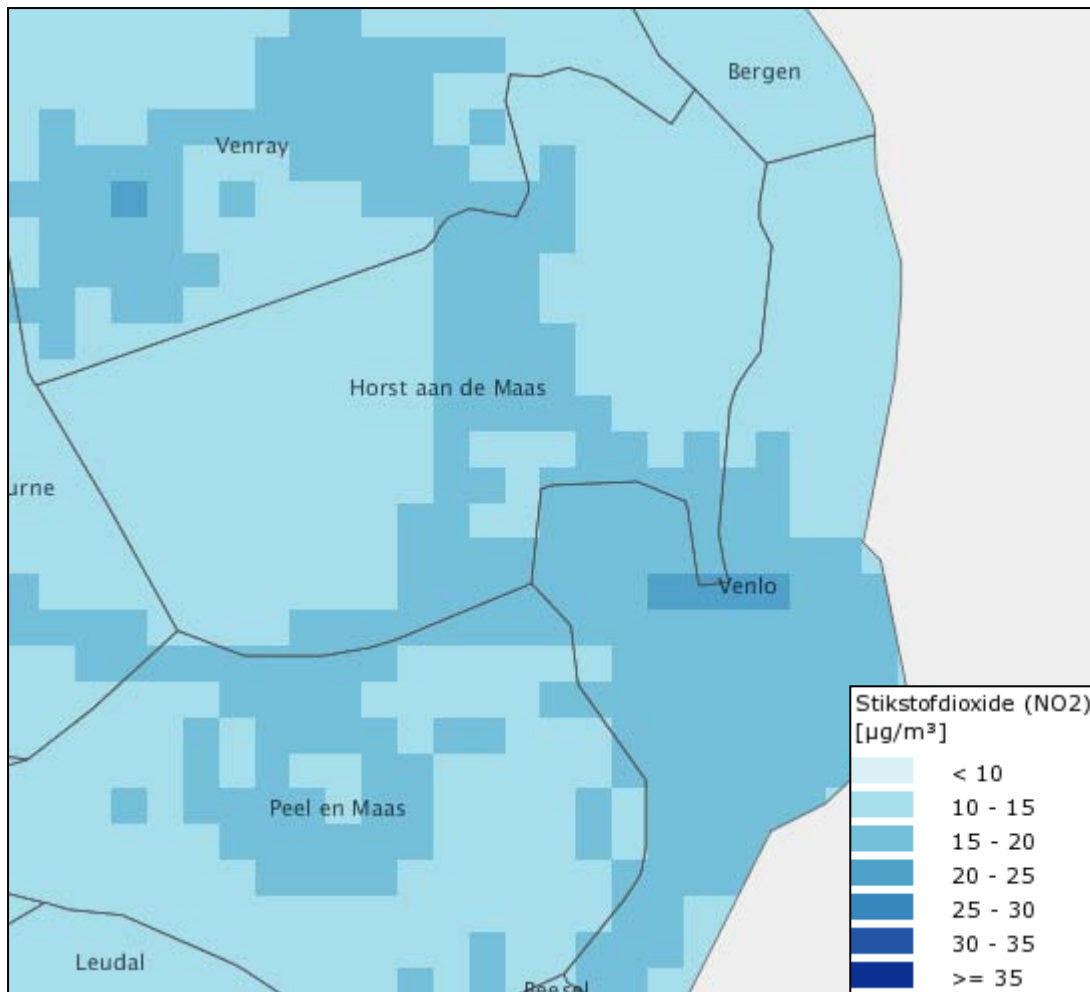 Bergen
Venray
Horst aan de Maas
urne
Venlo
Stikstofdioxide (NO2)
[µg/m³]
< 10
10 - 15
15 - 20
20 - 25
25 - 30
30 - 35
>= 35
Peel en Maas
Leudal
Beesel